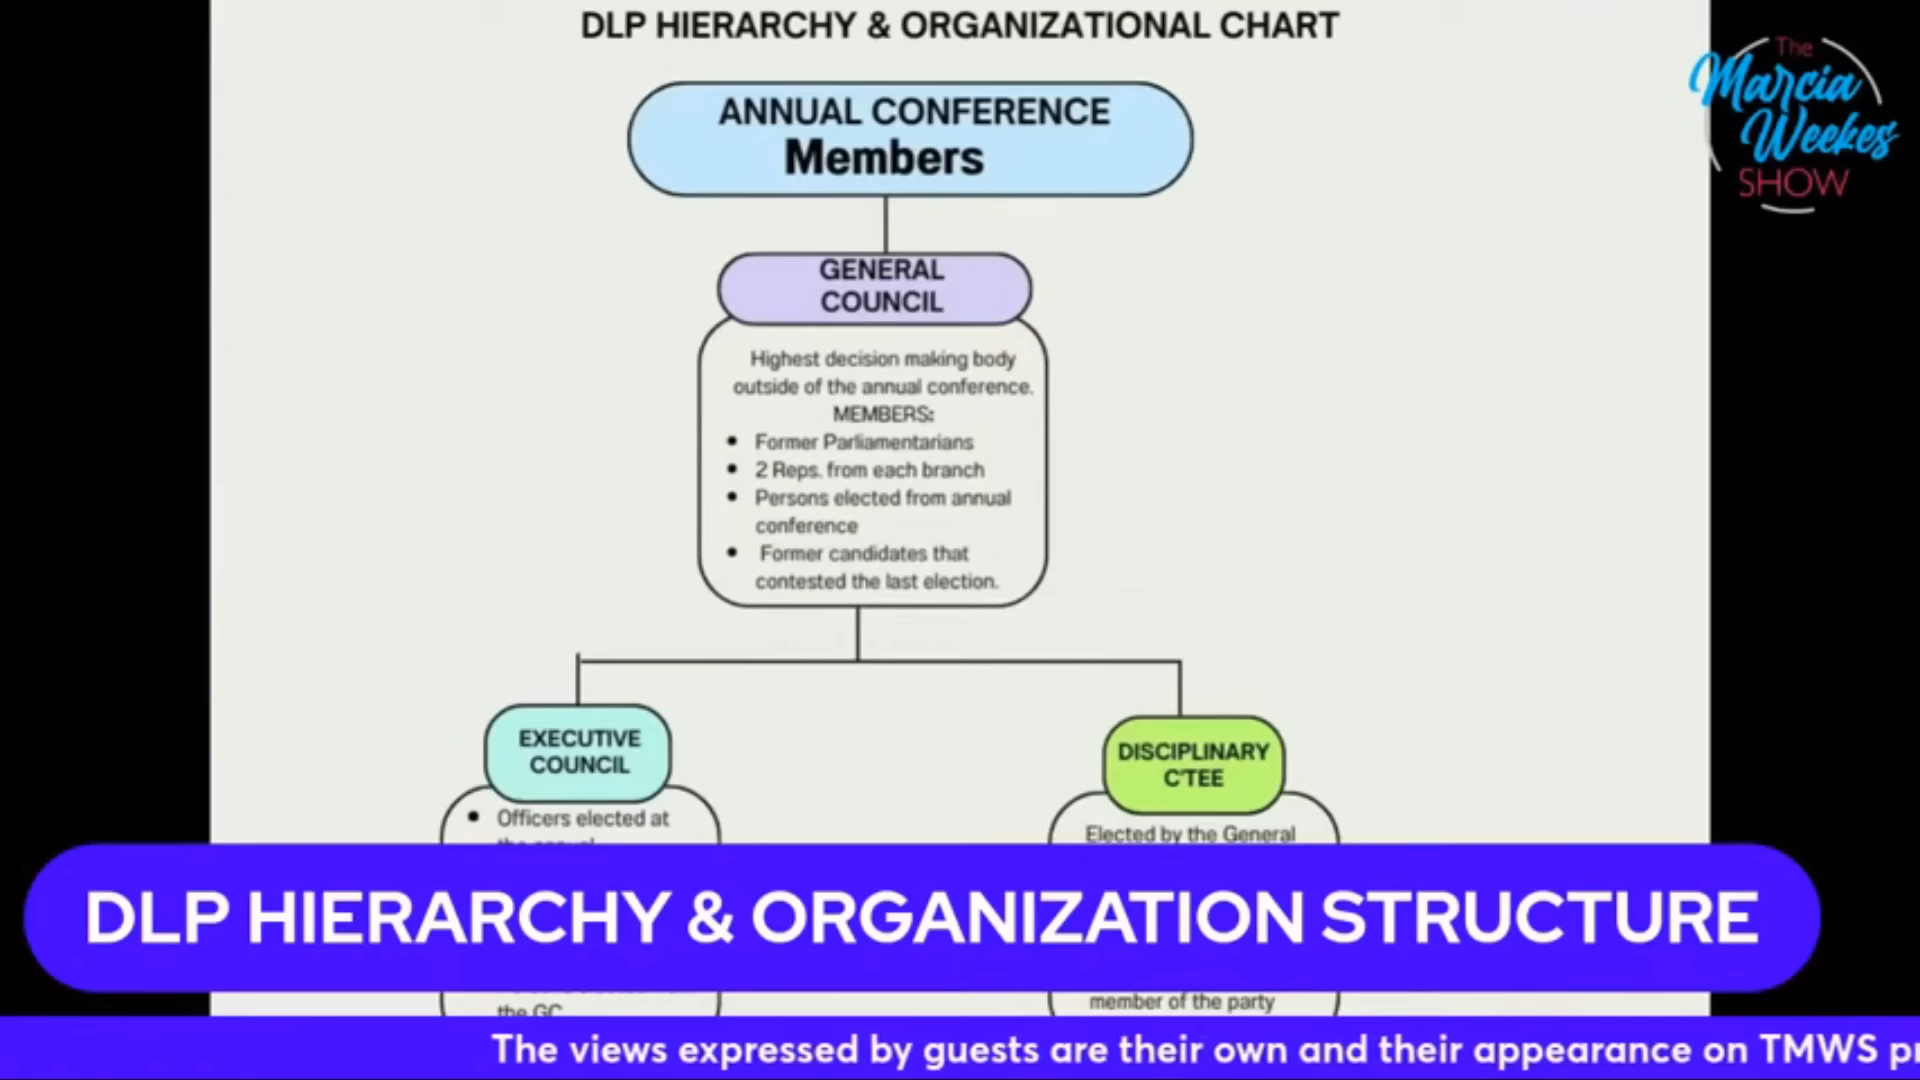 DLP HIERARCHY & ORGANIZATIONAL CHART
The
Marcia
Weekes
SHOW
ANNUAL CONFERENCE
Members
GENERAL
COUNCIL
Highest decision making body
outside of the annual conference.
MEMBERS:
• Former Parliamentarians
• 2 Reps. from each branch
• Persons elected from annual
conference
• Former candidates that
contested the last election.
EXECUTIVE
COUNCIL
• Officers elected at
DISCIPLINARY
C'TEE
Elected by the General
DLP HIERARCHY & ORGANIZATION STRUCTURE
the GC
member of the party
The views expressed by guests are their own and their appearance on TMWS